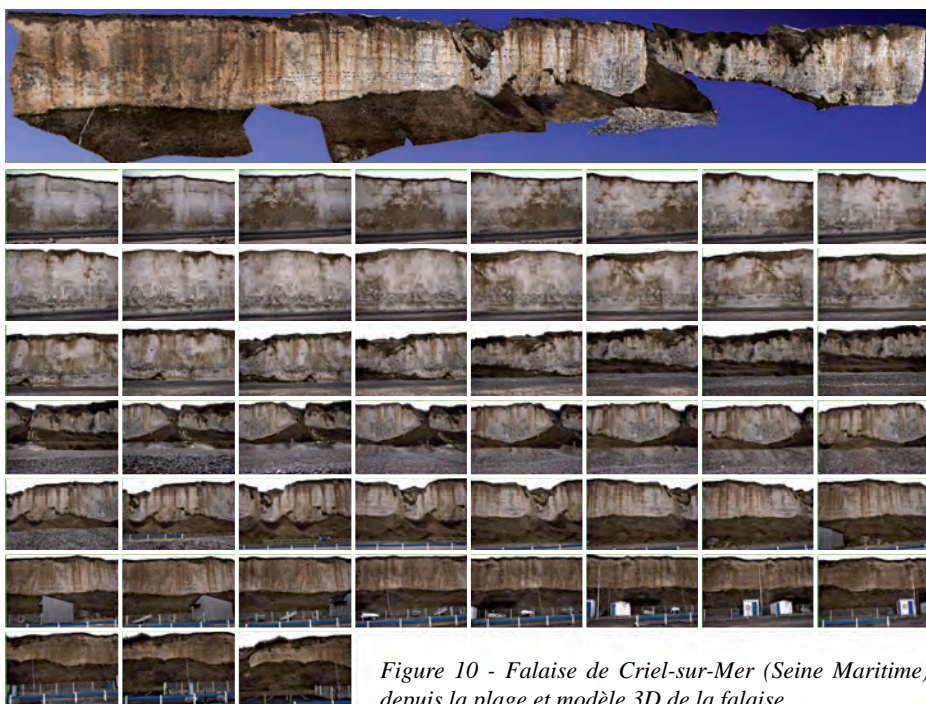 Figure 10 - Falaise de Criel-sur-Mer (Seine Maritime)
depuis la plage et modèle 3D de la falaise